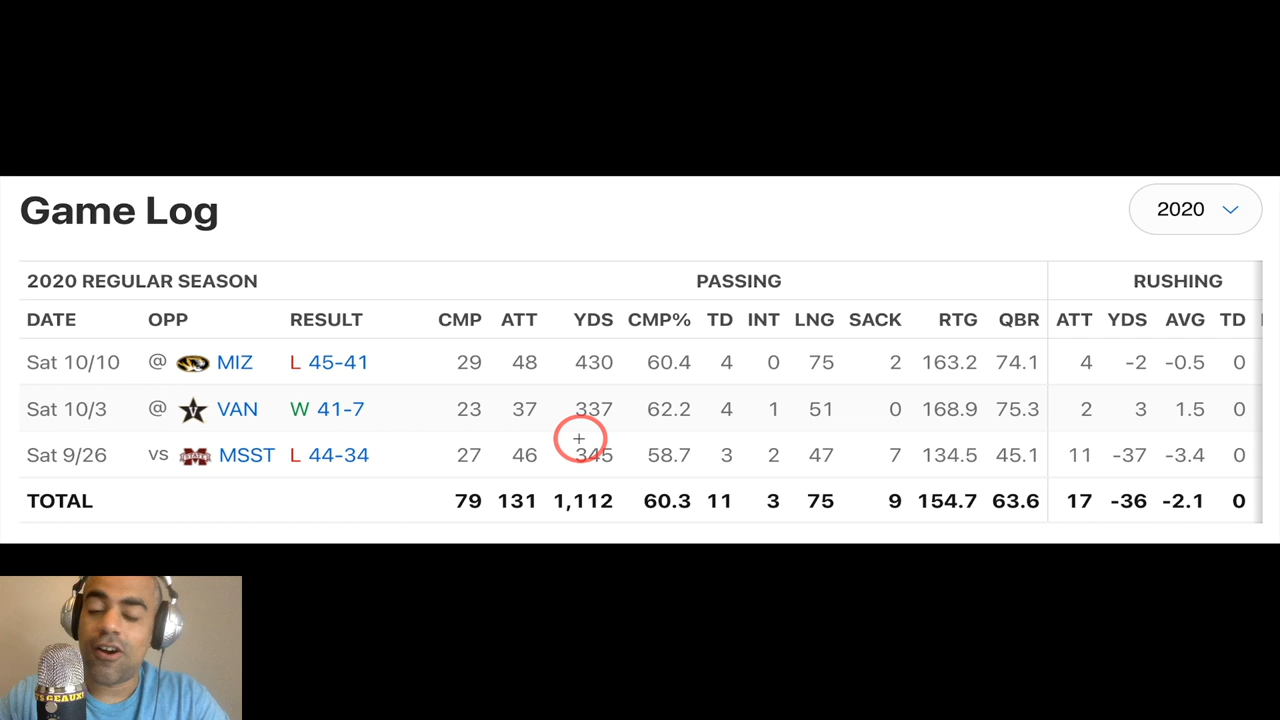 Game Log
2020
2020 REGULAR SEASON PASSING RUSHING
DATE OPP RESULT CMP ATT YDS CMP% TD INT LNG SACK RTG QBR ATT YDS AVG TD
Sat 10/10 @ MIZ L 45-41 29 48 430 60.4 4 0 75 2 163.2 74.1 4 -2 -0.5 0
Sat 10/3 @ VAN W 41-7 23 37 337 62.2 4 1 51 0 168.9 75.3 2 3 1.5 0
Sat 9/26 vs MSST L 44-34 27 46 345 58.7 3 2 47 7 134.5 45.1 11 -37 -3.4 0
TOTAL 79 131 1,112 60.3 11 3 75 9 154.7 63.6 17 -36 -2.1 0
GEAUX